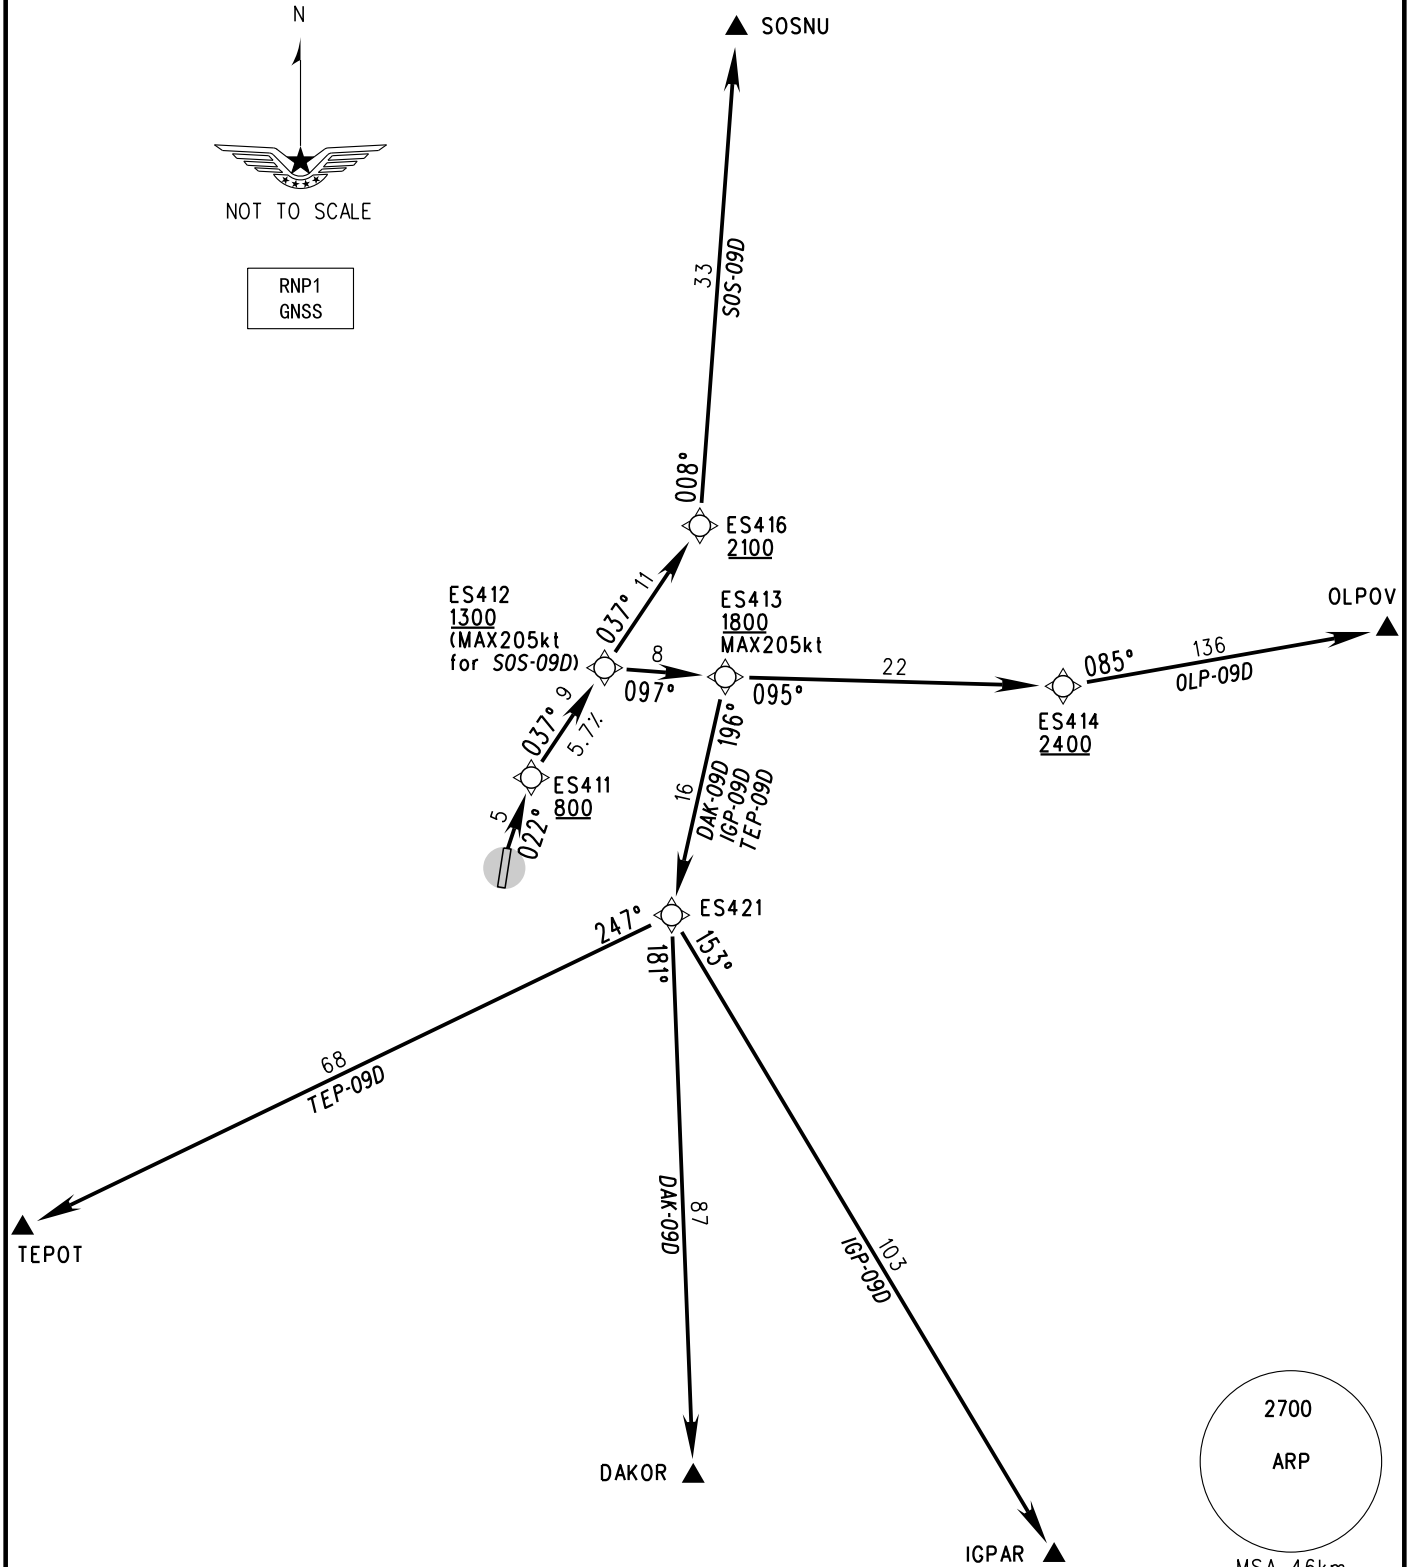 N
SOSNU
NOT TO SCALE
RNP1
GNSS
33
SOS-09D
008°
ES416
2100
11
037°
ES412
1300
(MAX205kt
for SOS-09D)
ES413
1800
MAX205kt
8
097°
22
095°
OLPOV
136
085°
OLP-09D
ES414
2400
9
037°
5.7%
ES411
800
5
022°
196°
16
DAK-09D
IGP-09D
TEP-09D
ES421
247°
181°
153°
68
TEP-09D
TEPOT
87
DAK-09D
103
IGP-09D
DAKOR
IGPAR
2700
ARP
MSA 46km